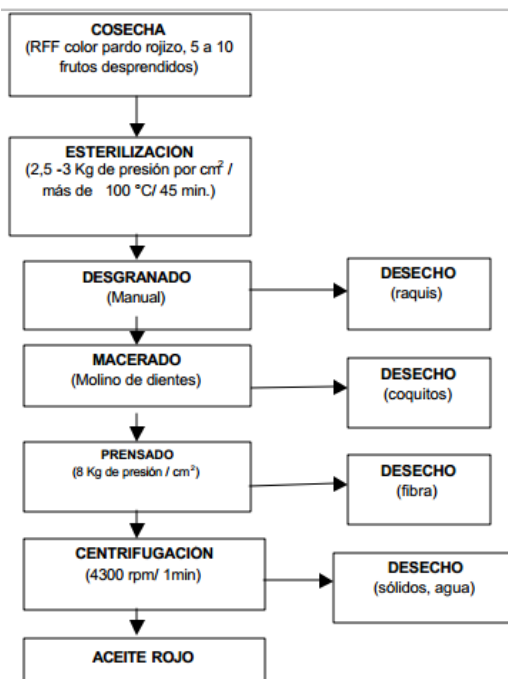 COSECHA
(RFF color pardo rojizo, 5 a 10
frutos desprendidos)
ESTERILIZACION
(2,5 -3 Kg de presión por cm² /
más de 100 °C/ 45 min.)
DESGRANADO
(Manual)
DESECHO
(raquis)
MACERADO
(Molino de dientes)
DESECHO
(coquitos)
PRENSADO
(8 Kg de presión / cm²)
DESECHO
(fibra)
CENTRIFUGACION
(4300 rpm/ 1min)
DESECHO
(sólidos, agua)
ACEITE ROJO